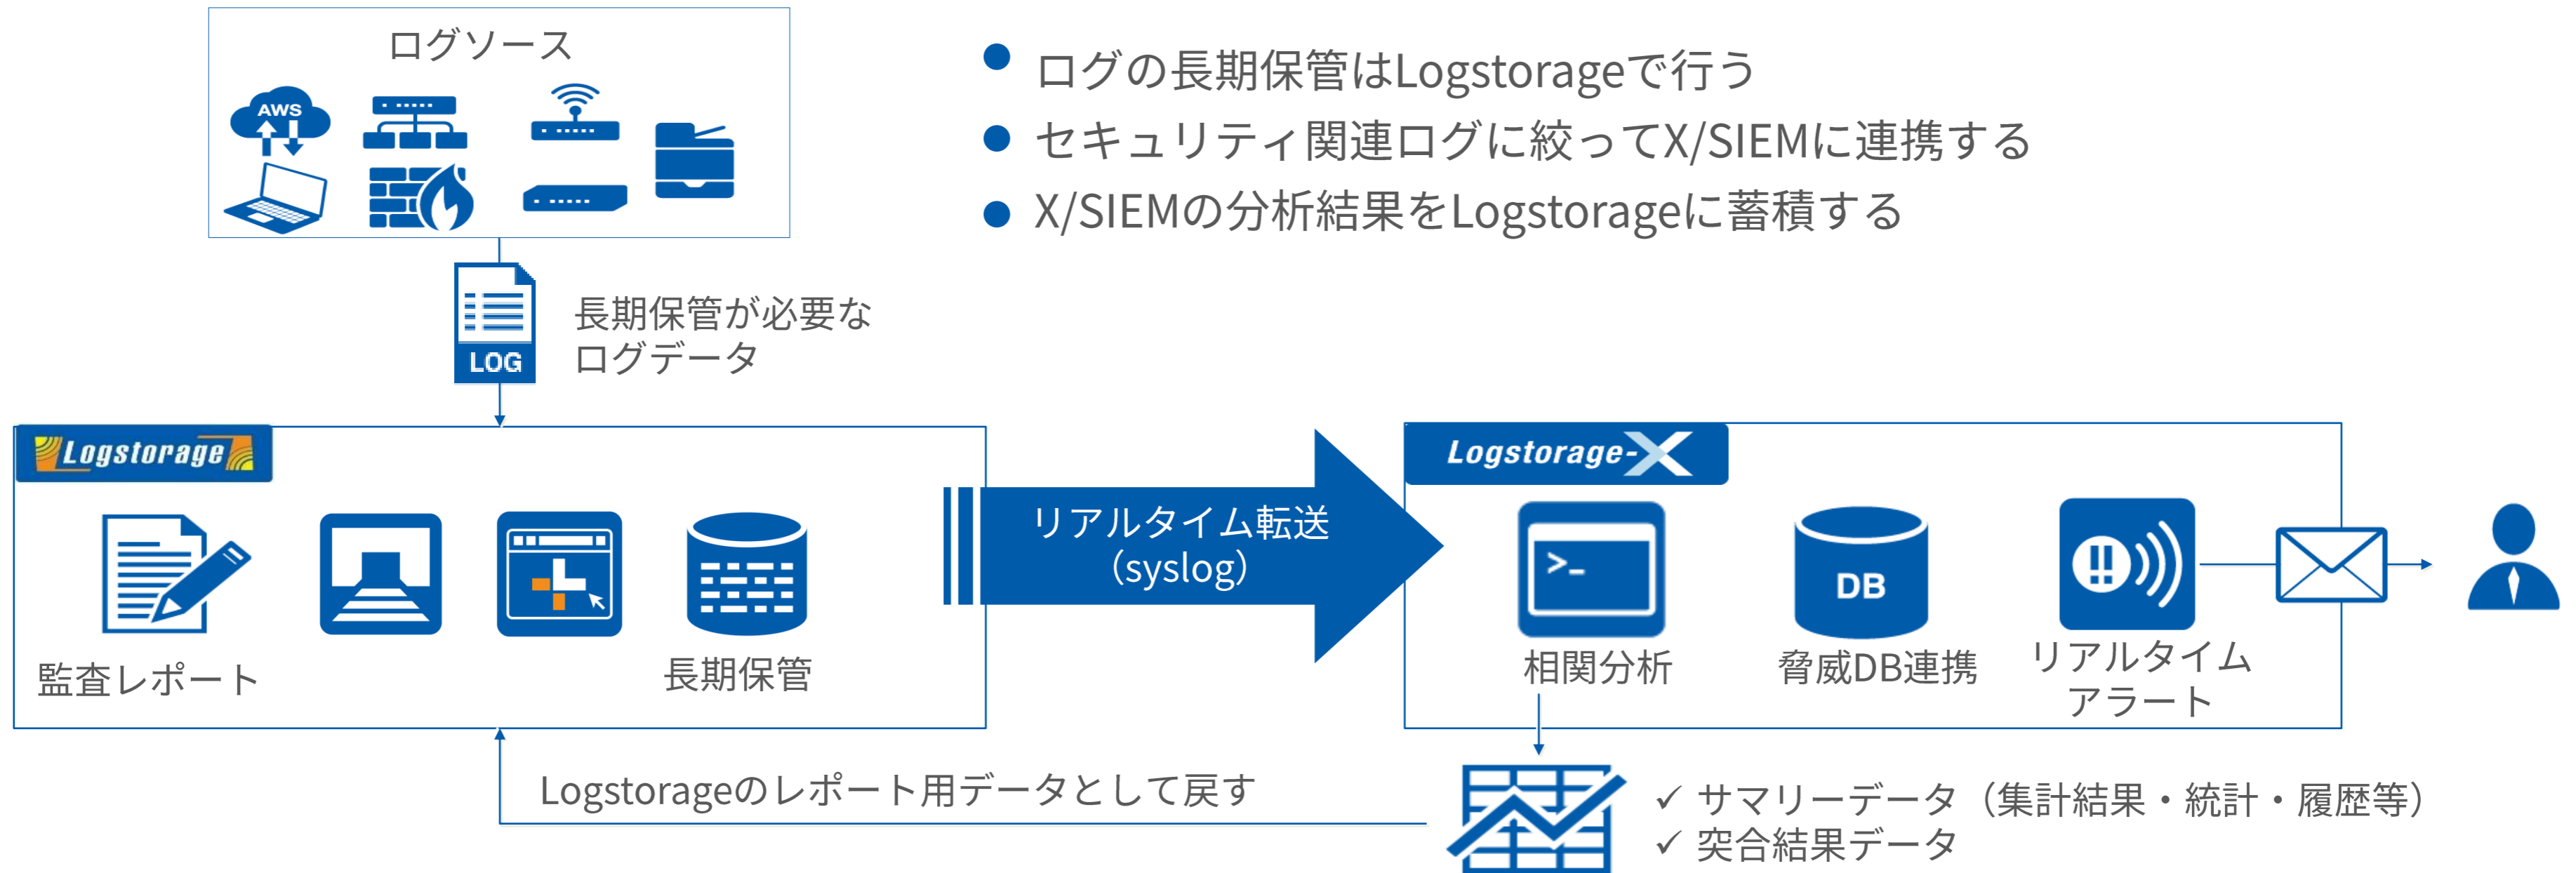 ログソース
AWS
ログの長期保管はLogstorageで行う
セキュリティ関連ログに絞ってX/SIEMに連携する
X/SIEMの分析結果をLogstorageに蓄積する
LOG
長期保管が必要な
ログデータ
Logstorage
監査レポート
長期保管
リアルタイム転送
（syslog）
Logstorage-X
>_
DB
!!
相関分析
脅威DB連携
リアルタイム
アラート
Logstorageのレポート用データとして戻す
✓ サマリーデータ（集計結果・統計・履歴等）
✓ 突合結果データ